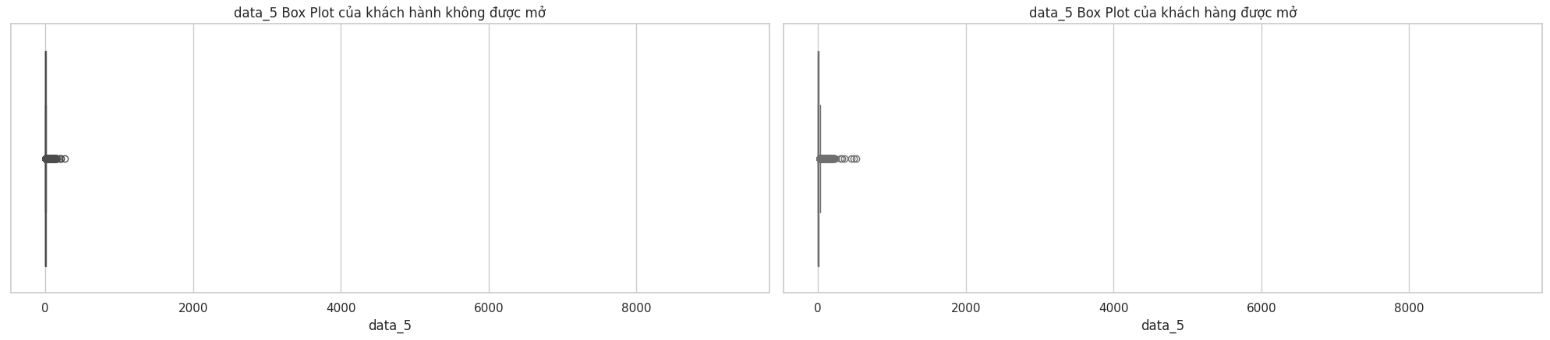 data_5 Box Plot của khách hành không được mở
data_5 Box Plot của khách hàng được mở
0 2000 4000 6000 8000
0 2000 4000 6000 8000
data_5
data_5